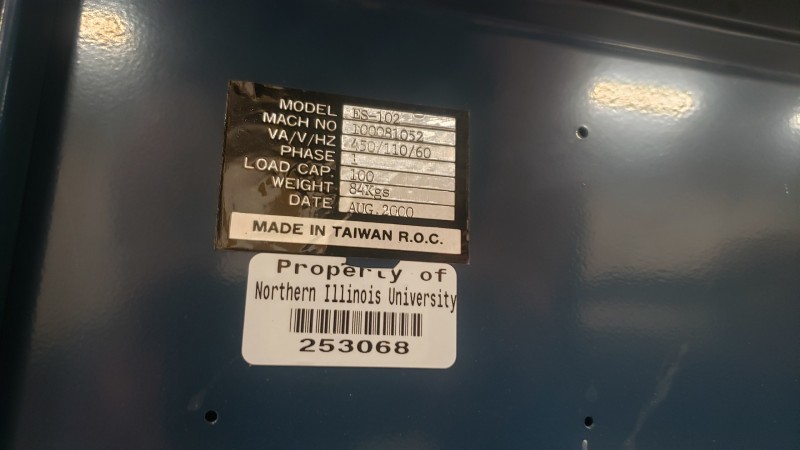 MODEL ES-102
MACH NO 100081052
VA/V/HZ 450/110/60
PHASE 1
LOAD CAP. 100
WEIGHT 84Kgs
DATE AUG.2000
MADE IN TAIWAN R.O.C.
Property of
Northern Illinois University
253068